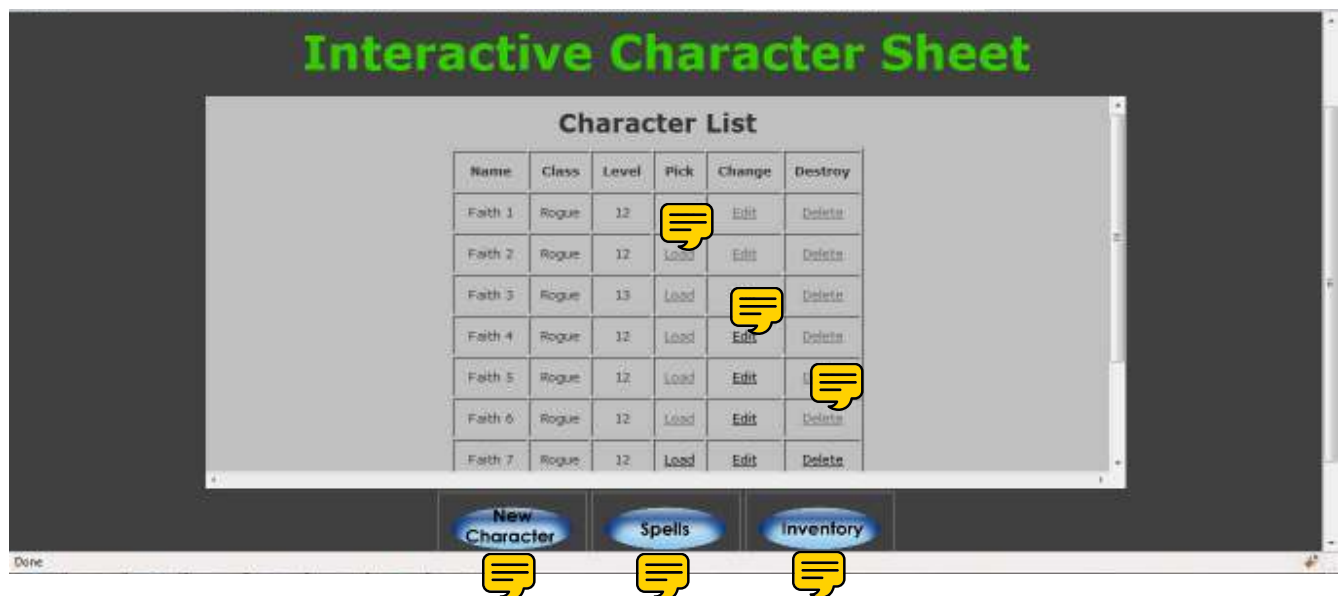 Interactive Character Sheet
Character List
Name Class Level Pick Change Destroy
Faith 1 Rogue 12 Edit Delete
Faith 2 Rogue 12 Load Edit Delete
Faith 3 Rogue 13 Load Delete
Faith 4 Rogue 12 Load Edit Delete
Faith 5 Rogue 12 Load Edit
Faith 6 Rogue 12 Load Edit Delete
Faith 7 Rogue 12 Load Edit Delete
New
Character
Spells
Inventory
Done